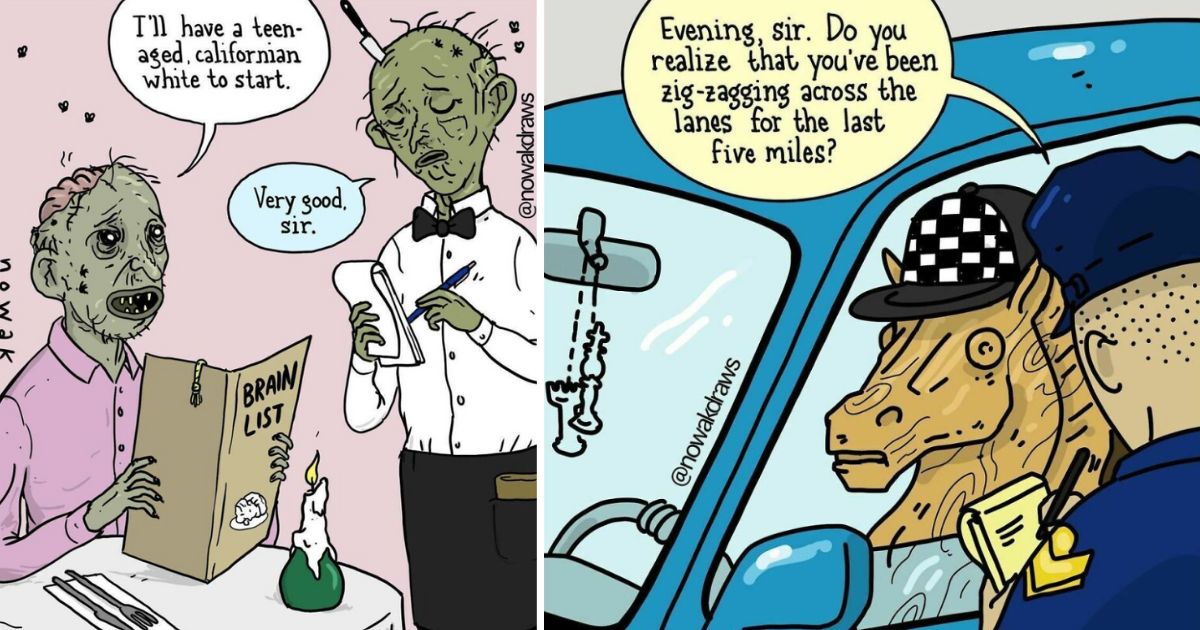 I'll have a teen-
aged, californian
white to start.
Very good,
sir.
@nowakdraws
nowak
BRAIN
LIST
Evening, sir. Do you
realize that you've been
zig-zagging across the
lanes for the last
five miles?
@nowakdraws